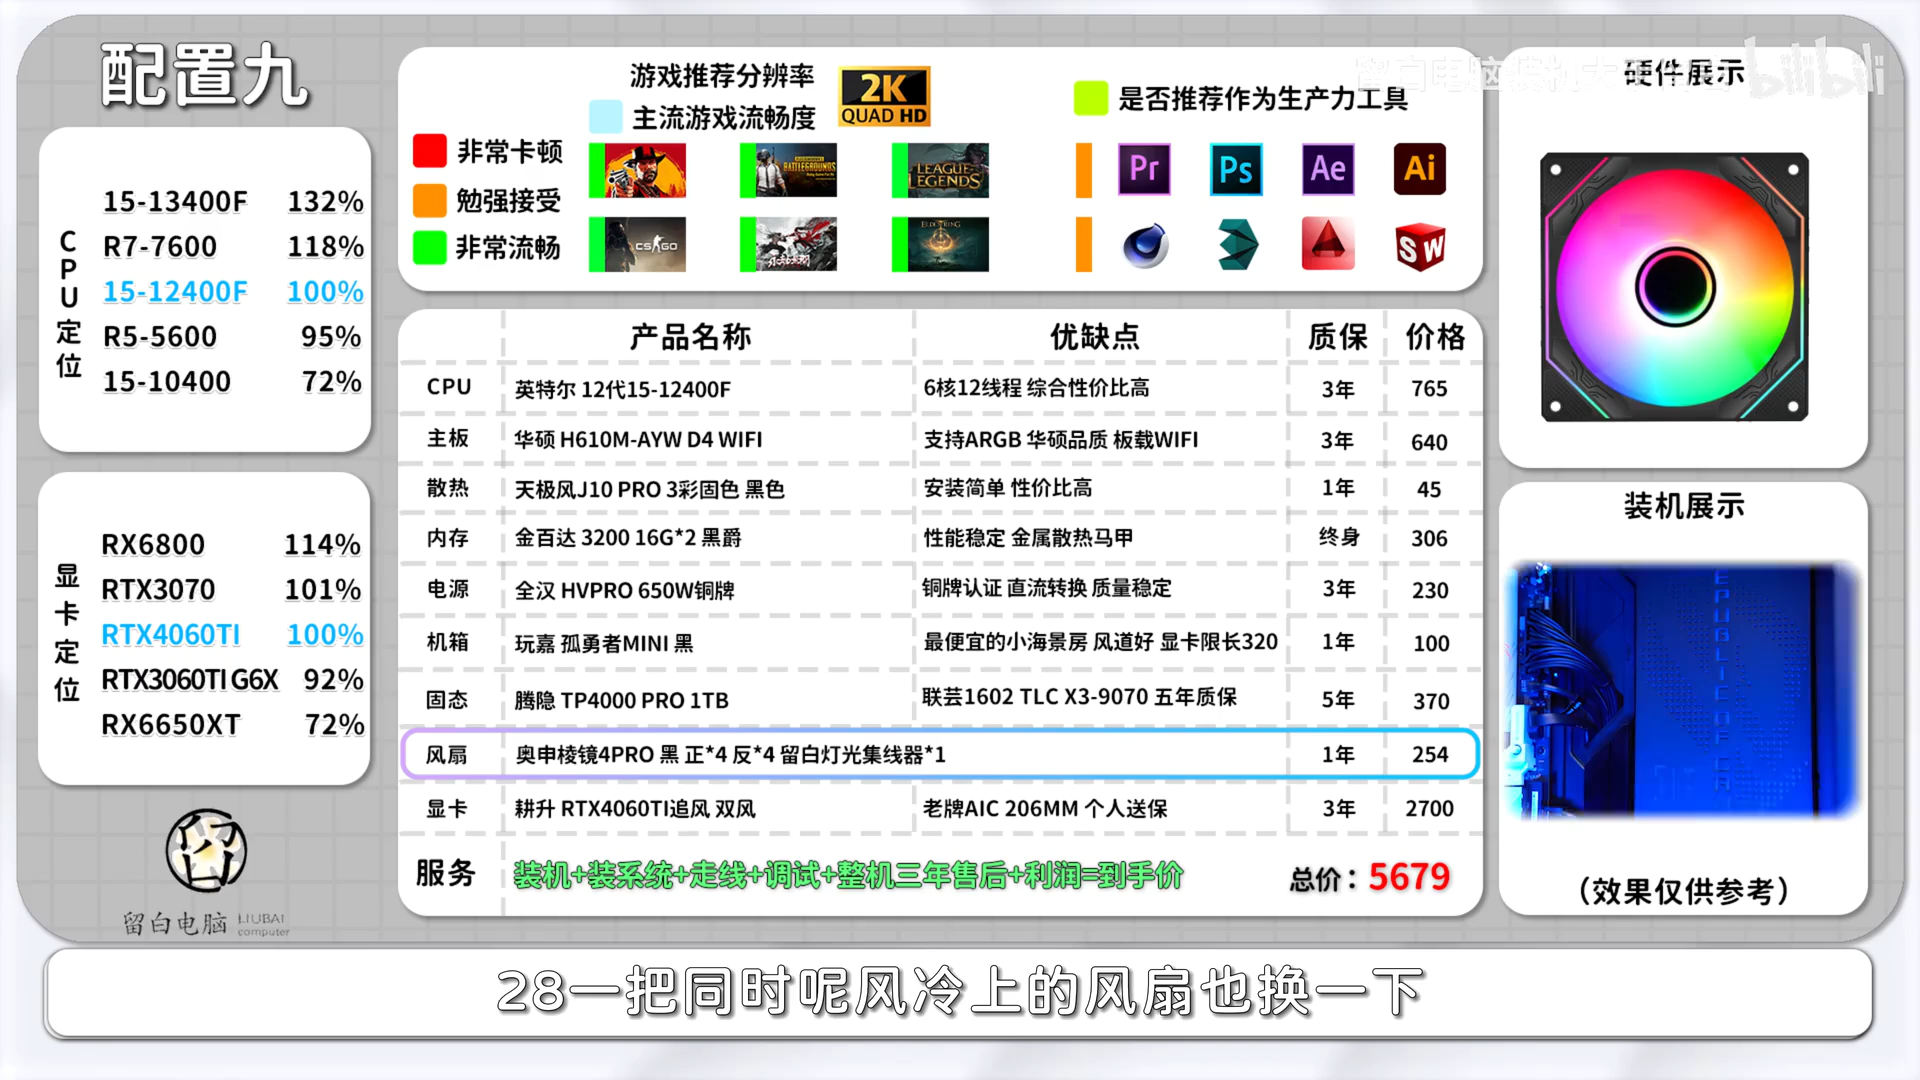 配置九
CPU定位
15-13400F 132%
R7-7600 118%
15-12400F 100%
R5-5600 95%
15-10400 72%
显卡定位
RX6800 114%
RTX3070 101%
RTX4060TI 100%
RTX3060TI G6X 92%
RX6650XT 72%
留白电脑 LIUBAI computer
非常卡顿
勉强接受
非常流畅
游戏推荐分辨率
主流游戏流畅度
2K
QUAD HD
BATTLEGROUNDS
LEAGUE LEGENDS
CS GO
ELDEN RING
是否推荐作为生产力工具
Pr Ps Ae Ai
SW
产品名称 优缺点 质保 价格
CPU 英特尔 12代15-12400F 6核12线程 综合性价比高 3年 765
主板 华硕 H610M-AYW D4 WIFI 支持ARGB 华硕品质 板载WIFI 3年 640
散热 天极风J10 PRO 3彩固色 黑色 安装简单 性价比高 1年 45
内存 金百达 3200 16G*2 黑爵 性能稳定 金属散热马甲 终身 306
电源 全汉 HVPRO 650W铜牌 铜牌认证 直流转换 质量稳定 3年 230
机箱 玩嘉 孤勇者MINI 黑 最便宜的小海景房 风道好 显卡限长320 1年 100
固态 腾隐 TP4000 PRO 1TB 联芸1602 TLC X3-9070 五年质保 5年 370
风扇 奥申棱镜4PRO 黑 正*4 反*4 留白灯光集线器*1 1年 254
显卡 耕升 RTX4060TI追风 双风 老牌AIC 206MM 个人送保 3年 2700
服务 装机+装系统+走线+调试+整机三年售后+利润=到手价 总价：5679
硬件展示
bilibili
装机展示
（效果仅供参考）
28一把同时呢风冷上的风扇也换一下